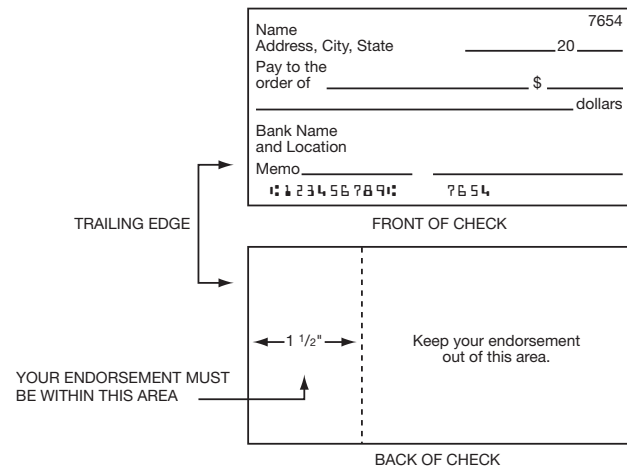 7654
Name
Address, City, State 20
Pay to the
order of $
dollars
Bank Name
and Location
Memo
⑆123456789⑆ 7654
TRAILING EDGE
FRONT OF CHECK
1 1/2"
Keep your endorsement
out of this area.
YOUR ENDORSEMENT MUST
BE WITHIN THIS AREA
BACK OF CHECK